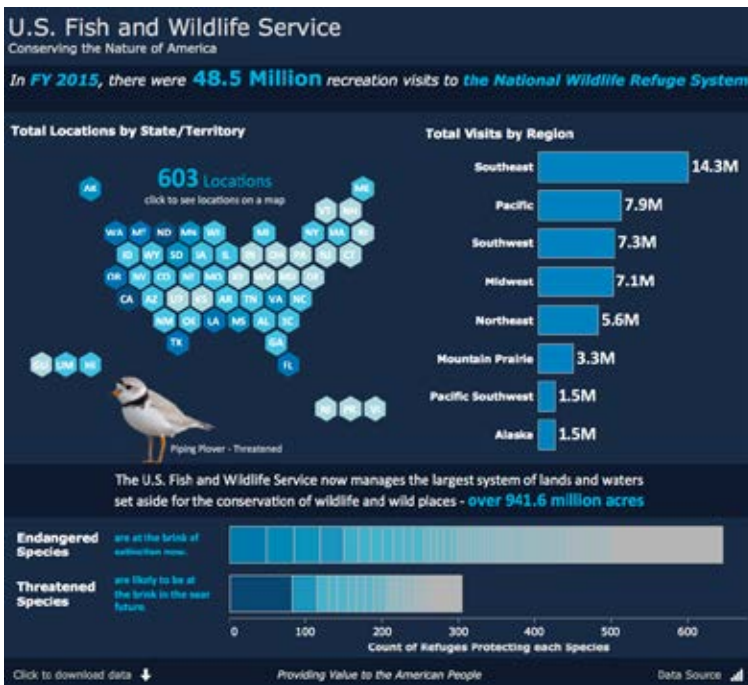 U.S. Fish and Wildlife Service
Conserving the Nature of America
In FY 2015, there were 48.5 Million recreation visits to the National Wildlife Refuge System
Total Locations by State/Territory
603 Locations
click to see locations on a map
AK
ME
VT NH
WA MT ND MN WI MI NY MA RI
ID WY SD IA IL IN OH PA NJ CT
OR NV CO NE MO KY WV MD DE
CA AZ UT KS AR TN VA NC
NM OK LA MS AL SC
TX GA
GU UM HI FL
PR VI
Piping Plover - Threatened
Total Visits by Region
Southeast 14.3M
Pacific 7.9M
Southwest 7.3M
Midwest 7.1M
Northeast 5.6M
Mountain Prairie 3.3M
Pacific Southwest 1.5M
Alaska 1.5M
The U.S. Fish and Wildlife Service now manages the largest system of lands and waters
set aside for the conservation of wildlife and wild places - over 941.6 million acres
Endangered
Species
are at the brink of
extinction now.
Threatened
Species
are likely to be at
the brink in the near
future.
0 100 200 300 400 500 600
Count of Refuges Protecting each Species
Click to download data
Providing Value to the American People
Data Source